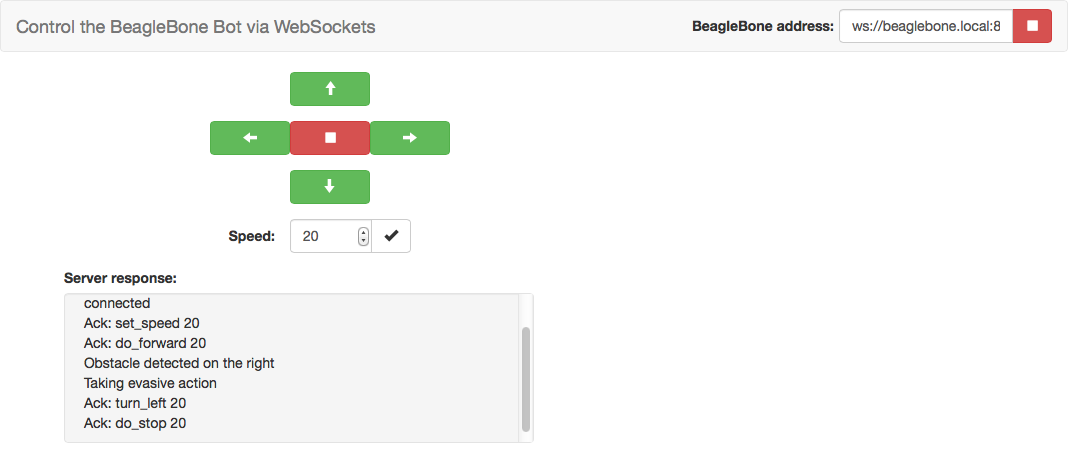 Control the BeagleBone Bot via WebSockets
BeagleBone address: ws://beaglebone.local:8
Speed: 20
Server response:
connected
Ack: set_speed 20
Ack: do_forward 20
Obstacle detected on the right
Taking evasive action
Ack: turn_left 20
Ack: do_stop 20